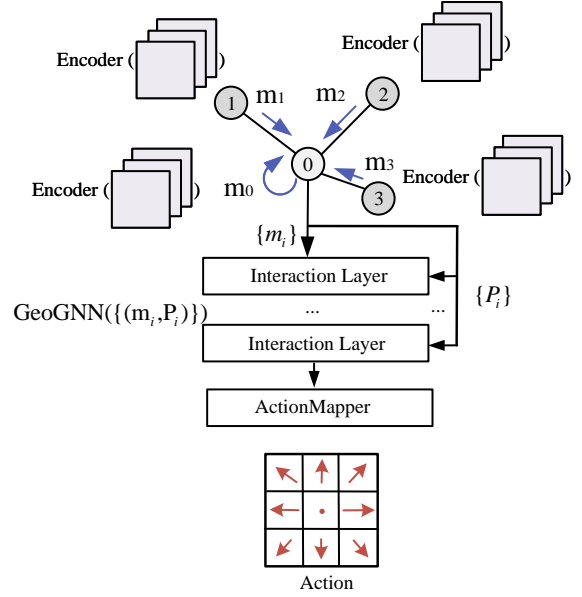 Encoder ( )
Encoder ( )
1
m₁
m₂
2
0
m₃
Encoder ( )
m₀
3
Encoder ( )
{mᵢ}
Interaction Layer
{Pᵢ}
GeoGNN({(mᵢ,Pᵢ)})
...
...
Interaction Layer
ActionMapper
Action